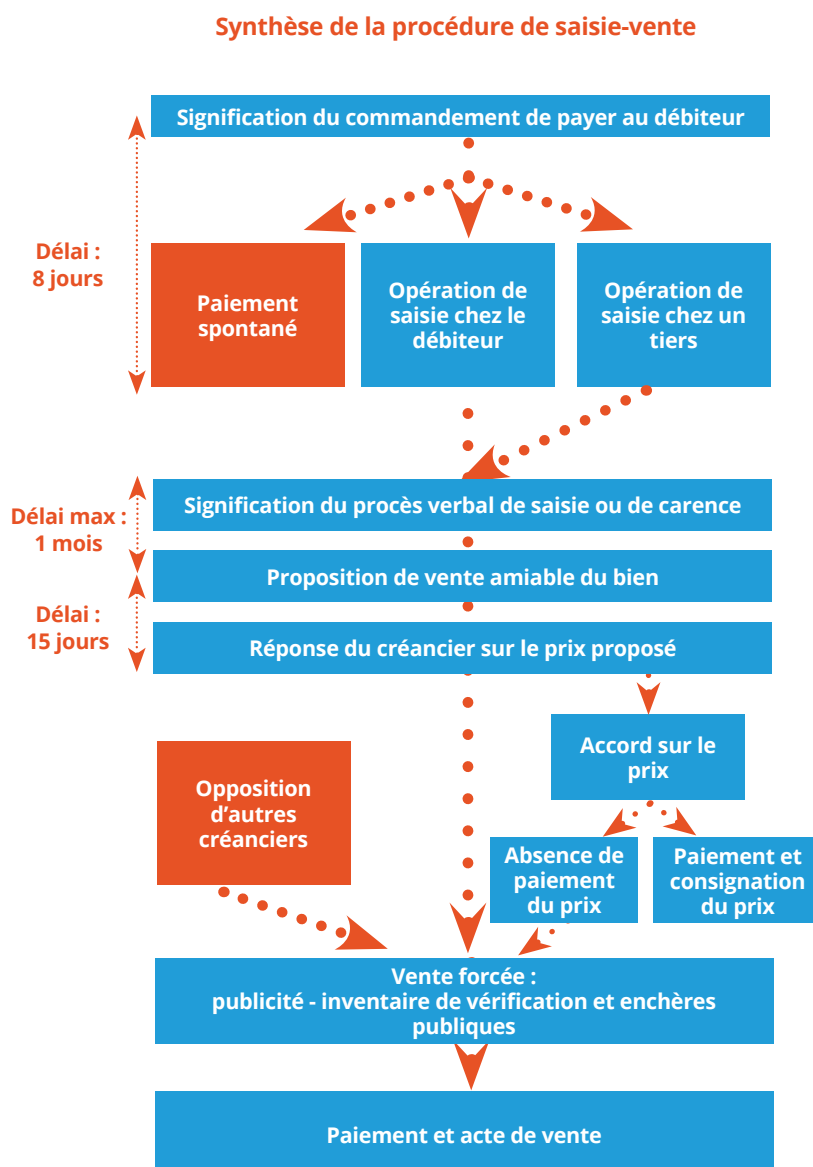 Synthèse de la procédure de saisie-vente
Signification du commandement de payer au débiteur
Délai :
8 jours
Paiement
spontané
Opération de
saisie chez le
débiteur
Opération de
saisie chez un
tiers
Délai max :
1 mois
Signification du procès verbal de saisie ou de carence
Proposition de vente amiable du bien
Délai :
15 jours
Réponse du créancier sur le prix proposé
Accord sur le
prix
Opposition
d’autres
créanciers
Absence de
paiement
du prix
Paiement et
consignation
du prix
Vente forcée :
publicité - inventaire de vérification et enchères
publiques
Paiement et acte de vente